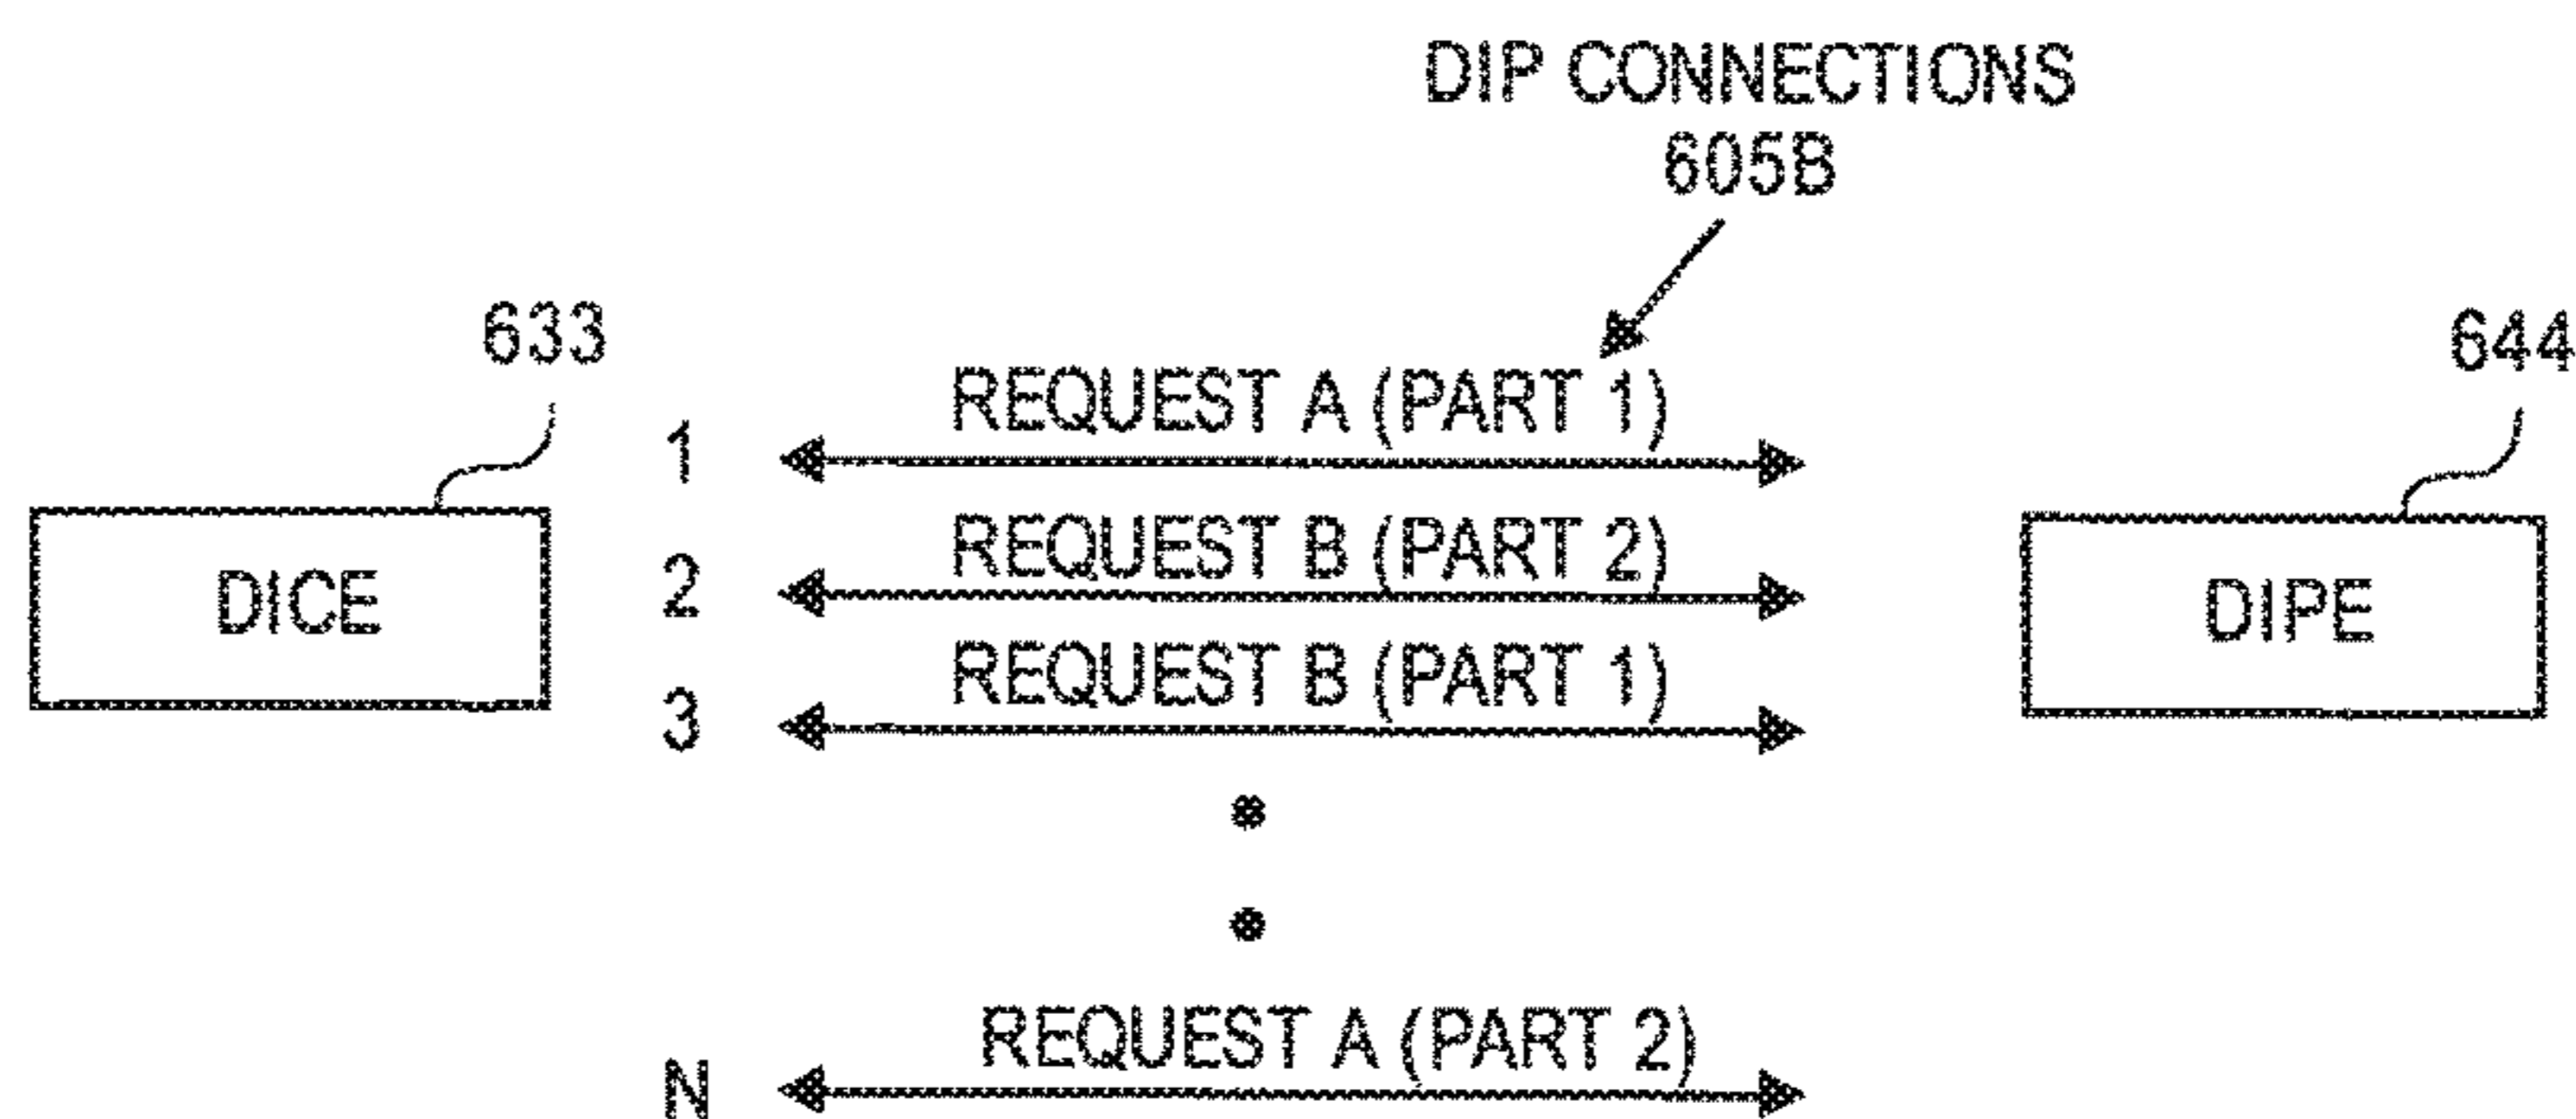 DIP CONNECTIONS
605B
633
644
REQUEST A (PART 1)
1
REQUEST B (PART 2)
2
DICE
DIPE
REQUEST B (PART 1)
3
REQUEST A (PART 2)
N